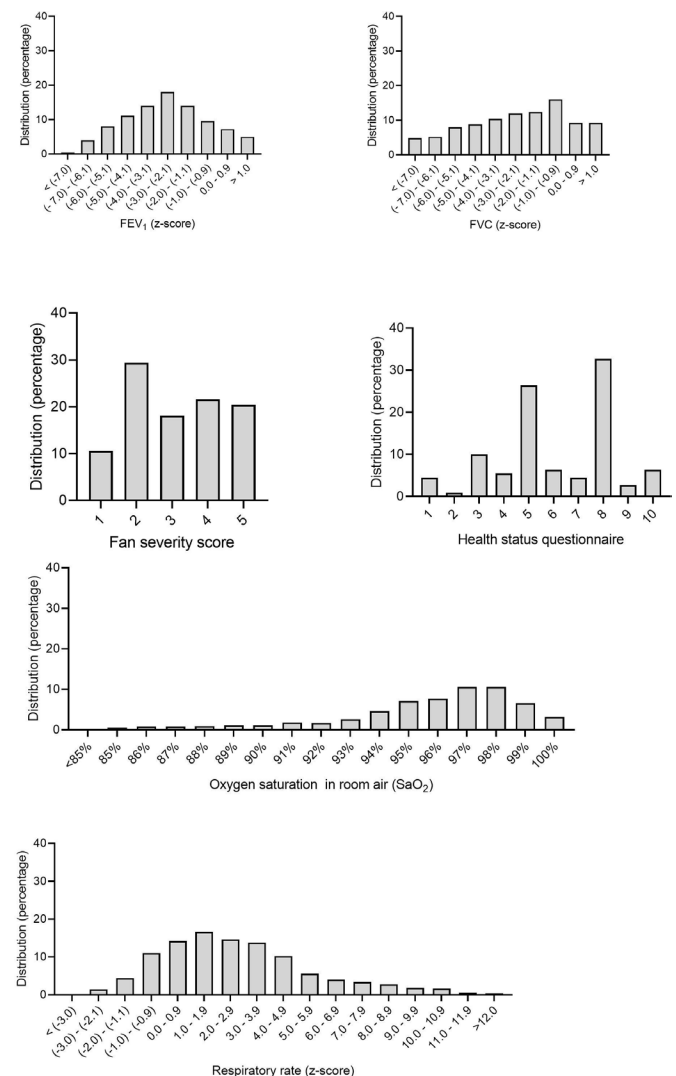 40
30
20
10
0
Distribution (percentage)
< (-7.0)
(- 7.0) - (-6.1)
(-6.0) - (-5.1)
(-5.0) - (-4.1)
(-4.0) - (-3.1)
(-3.0) - (-2.1)
(-2.0) - (-1.1)
(-1.0) - (-0.9)
0.0 - 0.9
> 1.0
FEV₁ (z-score)
40
30
20
10
0
Distribution (percentage)
< (-7.0)
(- 7.0) - (-6.1)
(-6.0) - (-5.1)
(-5.0) - (-4.1)
(-4.0) - (-3.1)
(-3.0) - (-2.1)
(-2.0) - (-1.1)
(-1.0) - (-0.9)
0.0 - 0.9
> 1.0
FVC (z-score)
40
30
20
10
0
Distribution (percentage)
1
2
3
4
5
Fan severity score
40
30
20
10
0
Distribution (percentage)
1
2
3
4
5
6
7
8
9
10
Health status questionnaire
40
30
20
10
0
Distribution (percentage)
<85%
85%
86%
87%
88%
89%
90%
91%
92%
93%
94%
95%
96%
97%
98%
99%
100%
Oxygen saturation in room air (SaO₂)
40
30
20
10
0
Distribution (percentage)
< (-3.0)
(-3.0) - (-2.1)
(-2.0) - (-1.1)
(-1.0) - (-0.9)
0.0 - 0.9
1.0 - 1.9
2.0 - 2.9
3.0 - 3.9
4.0 - 4.9
5.0 - 5.9
6.0 - 6.9
7.0 - 7.9
8.0 - 8.9
9.0 - 9.9
10.0 - 10.9
11.0 - 11.9
>12.0
Respiratory rate (z-score)